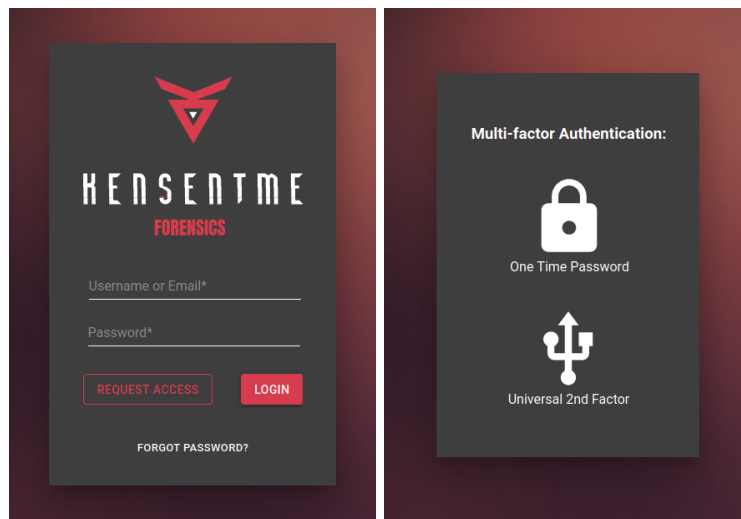 KENSENTME
FORENSICS
Username or Email*
Password*
REQUEST ACCESS
LOGIN
FORGOT PASSWORD?
Multi-factor Authentication:
One Time Password
Universal 2nd Factor